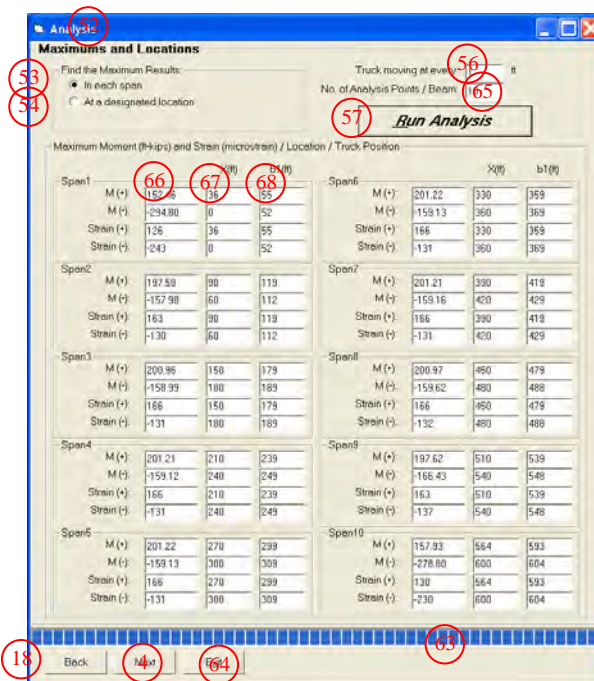 Analysis 52
Maximums and Locations
Find the Maximum Results:
53 In each span
54 At a designated location
Truck moving at every 56 ft
No. of Analysis Points / Beam 65
57 Run Analysis
Maximum Moment (ft-kips) and Strain (microstrain) / Location / Truck Position
X(ft) b1(ft)
66 67 68
Span1
M (+): 152.46 36 55
M (-): -294.80 0 52
Strain (+): 126 36 55
Strain (-): -243 0 52
Span2
M (+): 197.59 90 119
M (-): -157.98 60 112
Strain (+): 163 90 119
Strain (-): -130 60 112
Span3
M (+): 200.96 150 179
M (-): -158.99 180 189
Strain (+): 166 150 179
Strain (-): -131 180 189
Span4
M (+): 201.21 210 239
M (-): -159.12 240 249
Strain (+): 166 210 239
Strain (-): -131 240 249
Span5
M (+): 201.22 270 299
M (-): -159.13 300 309
Strain (+): 166 270 299
Strain (-): -131 300 309
X(ft) b1(ft)
Span6
M (+): 201.22 330 359
M (-): -159.13 360 369
Strain (+): 166 330 359
Strain (-): -131 360 369
Span7
M (+): 201.21 390 419
M (-): -159.16 420 429
Strain (+): 166 390 419
Strain (-): -131 420 429
Span8
M (+): 200.97 450 479
M (-): -159.62 480 488
Strain (+): 166 450 479
Strain (-): -132 480 488
Span9
M (+): 197.62 510 539
M (-): -166.43 540 548
Strain (+): 163 510 539
Strain (-): -137 540 548
Span10
M (+): 157.93 564 593
M (-): -278.80 600 604
Strain (+): 130 564 593
Strain (-): -230 600 604
63
18 Back 4 Next 64